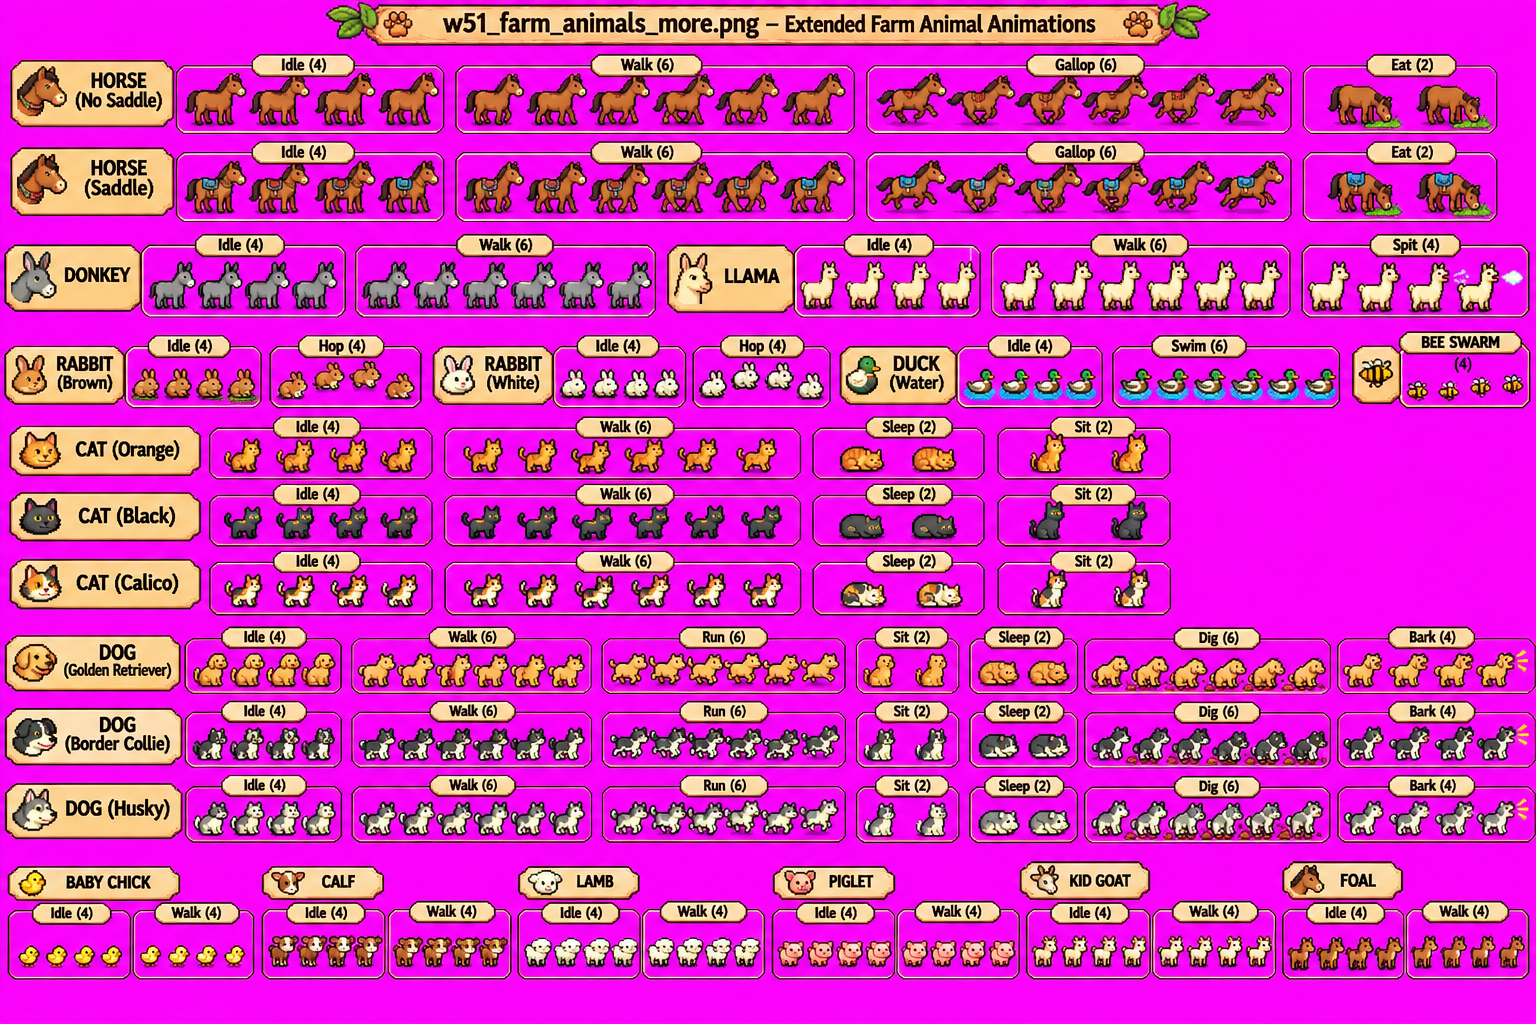 w51_farm_animals_more.png – Extended Farm Animal Animations
HORSE
(No Saddle)
Idle (4)
Walk (6)
Gallop (6)
Eat (2)
HORSE
(Saddle)
Idle (4)
Walk (6)
Gallop (6)
Eat (2)
DONKEY
Idle (4)
Walk (6)
LLAMA
Idle (4)
Walk (6)
Spit (4)
RABBIT
(Brown)
Idle (4)
Hop (4)
RABBIT
(White)
Idle (4)
Hop (4)
DUCK
(Water)
Idle (4)
Swim (6)
BEE SWARM
(4)
CAT (Orange)
Idle (4)
Walk (6)
Sleep (2)
Sit (2)
CAT (Black)
Idle (4)
Walk (6)
Sleep (2)
Sit (2)
CAT (Calico)
Idle (4)
Walk (6)
Sleep (2)
Sit (2)
DOG
(Golden Retriever)
Idle (4)
Walk (6)
Run (6)
Sit (2)
Sleep (2)
Dig (6)
Bark (4)
DOG
(Border Collie)
Idle (4)
Walk (6)
Run (6)
Sit (2)
Sleep (2)
Dig (6)
Bark (4)
DOG (Husky)
Idle (4)
Walk (6)
Run (6)
Sit (2)
Sleep (2)
Dig (6)
Bark (4)
BABY CHICK
Idle (4)
Walk (4)
CALF
Idle (4)
Walk (4)
LAMB
Idle (4)
Walk (4)
PIGLET
Idle (4)
Walk (4)
KID GOAT
Idle (4)
Walk (4)
FOAL
Idle (4)
Walk (4)